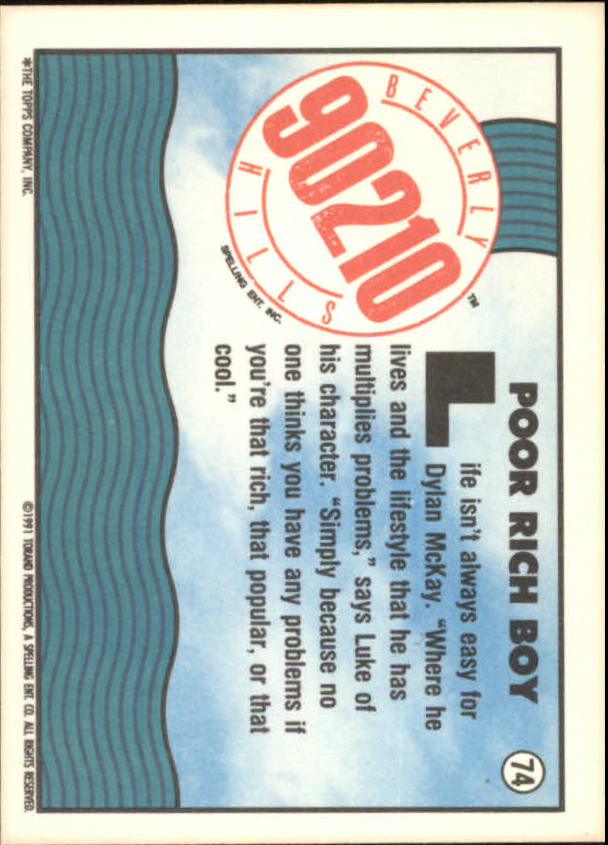 POOR RICH BOY
74
BEVERLY
90210
HILLS
™
SPELLING ENT. INC.
Life isn't always easy for
Dylan McKay. “Where he
lives and the lifestyle that he has
multiplies problems,” says Luke of
his character. “Simply because no
one thinks you have any problems if
you're that rich, that popular, or that
cool.”
*THE TOPPS COMPANY, INC.
©1991 TORAND PRODUCTIONS, A SPELLING ENT. CO. ALL RIGHTS RESERVED.